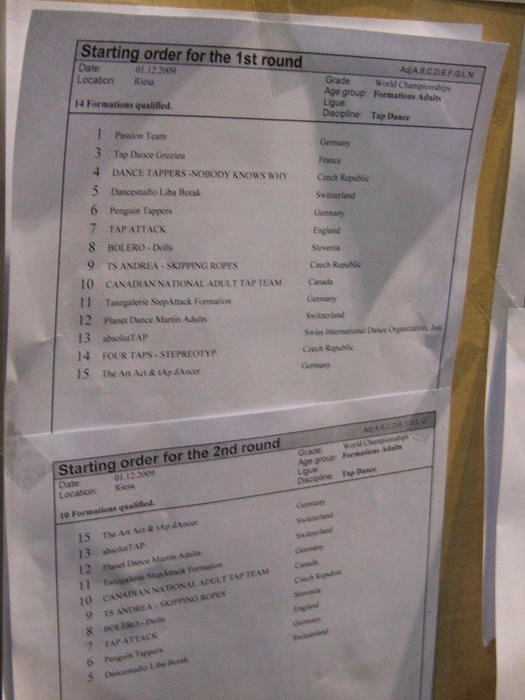 Starting order for the 1st round Adj A,B,C,D,E,F,G,L,N
Date: 01.12.2009 Grade: World Championships
Location: Riesa Age group: Formations Adults
Ligue:
14 Formations qualified. Discipline: Tap Dance
1 Passion Team Germany
3 Tap Dance Grezieu France
4 DANCE TAPPERS -NOBODY KNOWS WHY Czech Republic
5 Dancestudio Liba Borak Switzerland
6 Penguin Tappers Germany
7 TAP ATTACK England
8 BOLERO - Dolls Slovenia
9 TS ANDREA - SKIPPING ROPES Czech Republic
10 CANADIAN NATIONAL ADULT TAP TEAM Canada
11 Tanzgalerie StepAttack Formation Germany
12 Planet Dance Martin Adults Switzerland
13 absolutTAP Swiss International Dance Organization,
14 FOUR TAPS - STEPREOTYP Czech Republic
15 The Art Act & tAp dAncer Germany
Starting order for the 2nd round
Date: 01.12.2009 Grade: World Championships
Location: Riesa Age group: Formations Adults
Ligue:
10 Formations qualified. Discipline: Tap Dance
15 The Art Act & tAp dAncer Germany
13 absolutTAP Switzerland
12 Planet Dance Martin Adults Switzerland
11 Tanzgalerie StepAttack Formation Germany
10 CANADIAN NATIONAL ADULT TAP TEAM Canada
9 TS ANDREA - SKIPPING ROPES Czech Republic
8 BOLERO - Dolls Slovenia
7 TAP ATTACK England
6 Penguin Tappers Germany
5 Dancestudio Liba Borak Switzerland